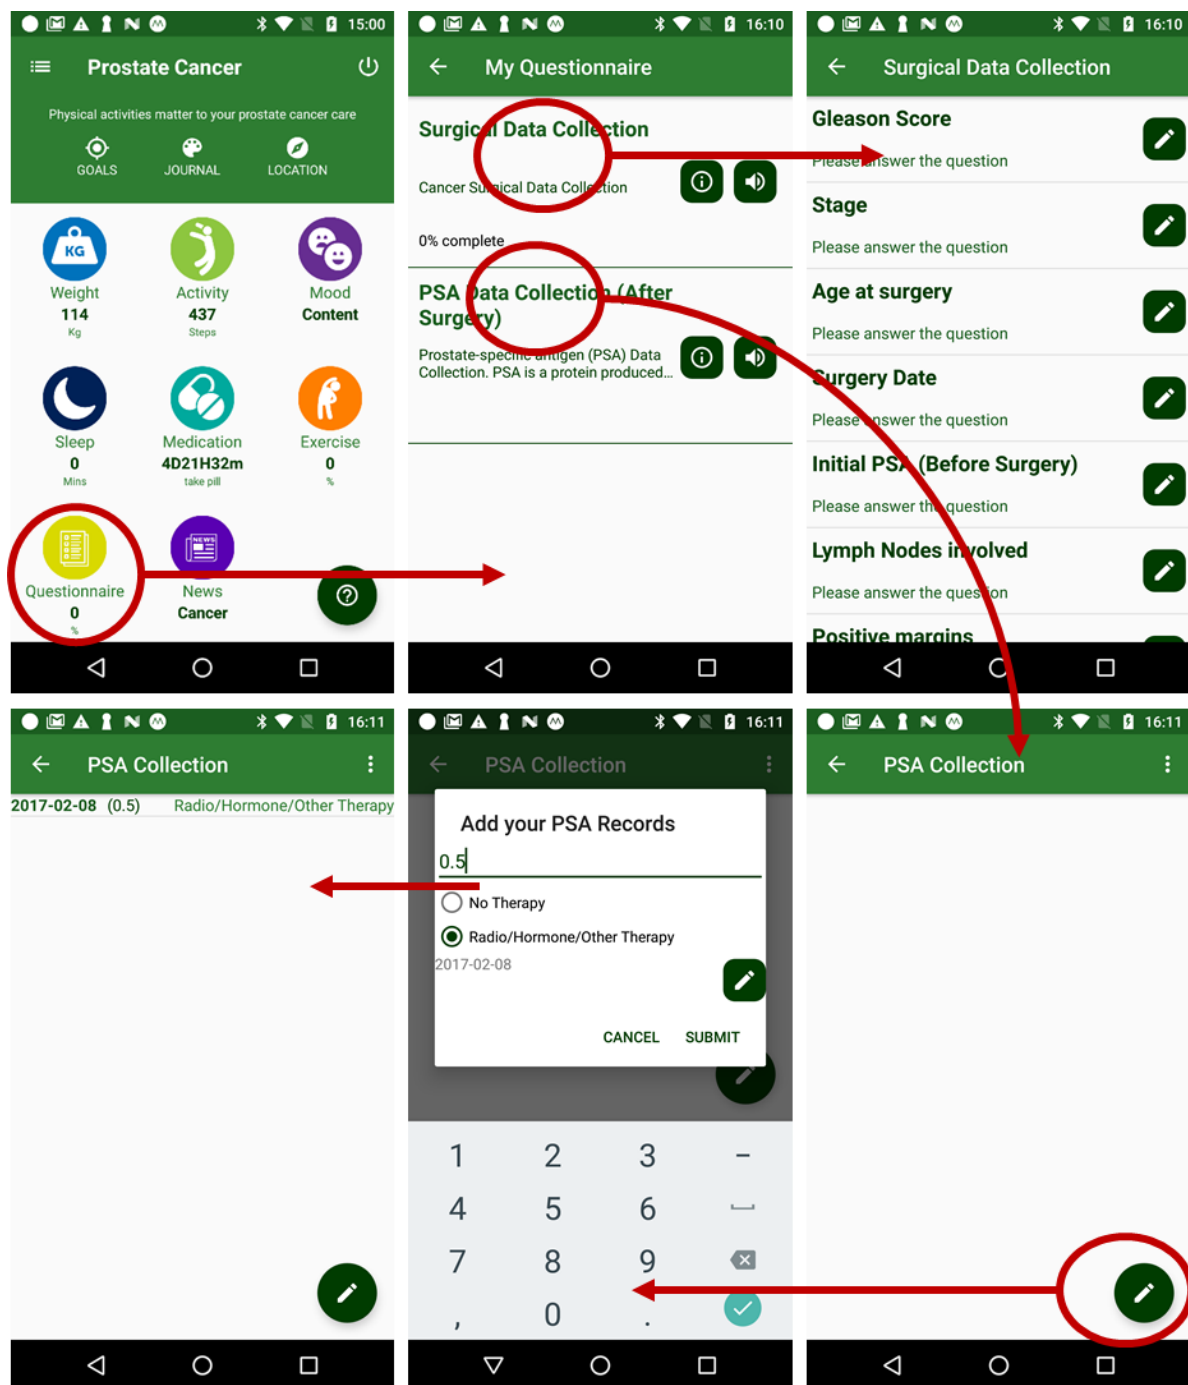 15:00
Prostate Cancer
Physical activities matter to your prostate cancer care
GOALS JOURNAL LOCATION
KG
Weight Activity Mood
114 437 Content
Kg Steps
Sleep Medication Exercise
0 4D21H32m 0
Mins take pill %
NEWS
Questionnaire News
0 Cancer
%
16:10
My Questionnaire
Surgical Data Collection
Cancer Surgical Data Collection
0% complete
PSA Data Collection (After
Surgery)
Prostate-specific antigen (PSA) Data
Collection. PSA is a protein produced...
16:10
Surgical Data Collection
Gleason Score
Please answer the question
Stage
Please answer the question
Age at surgery
Please answer the question
Surgery Date
Please answer the question
Initial PSA (Before Surgery)
Please answer the question
Lymph Nodes involved
Please answer the question
Positive margins
16:11
PSA Collection
2017-02-08 (0.5) Radio/Hormone/Other Therapy
16:11
PSA Collection
Add your PSA Records
0.5
No Therapy
Radio/Hormone/Other Therapy
2017-02-08
CANCEL SUBMIT
1 2 3 -
4 5 6
7 8 9
, 0 .
16:11
PSA Collection